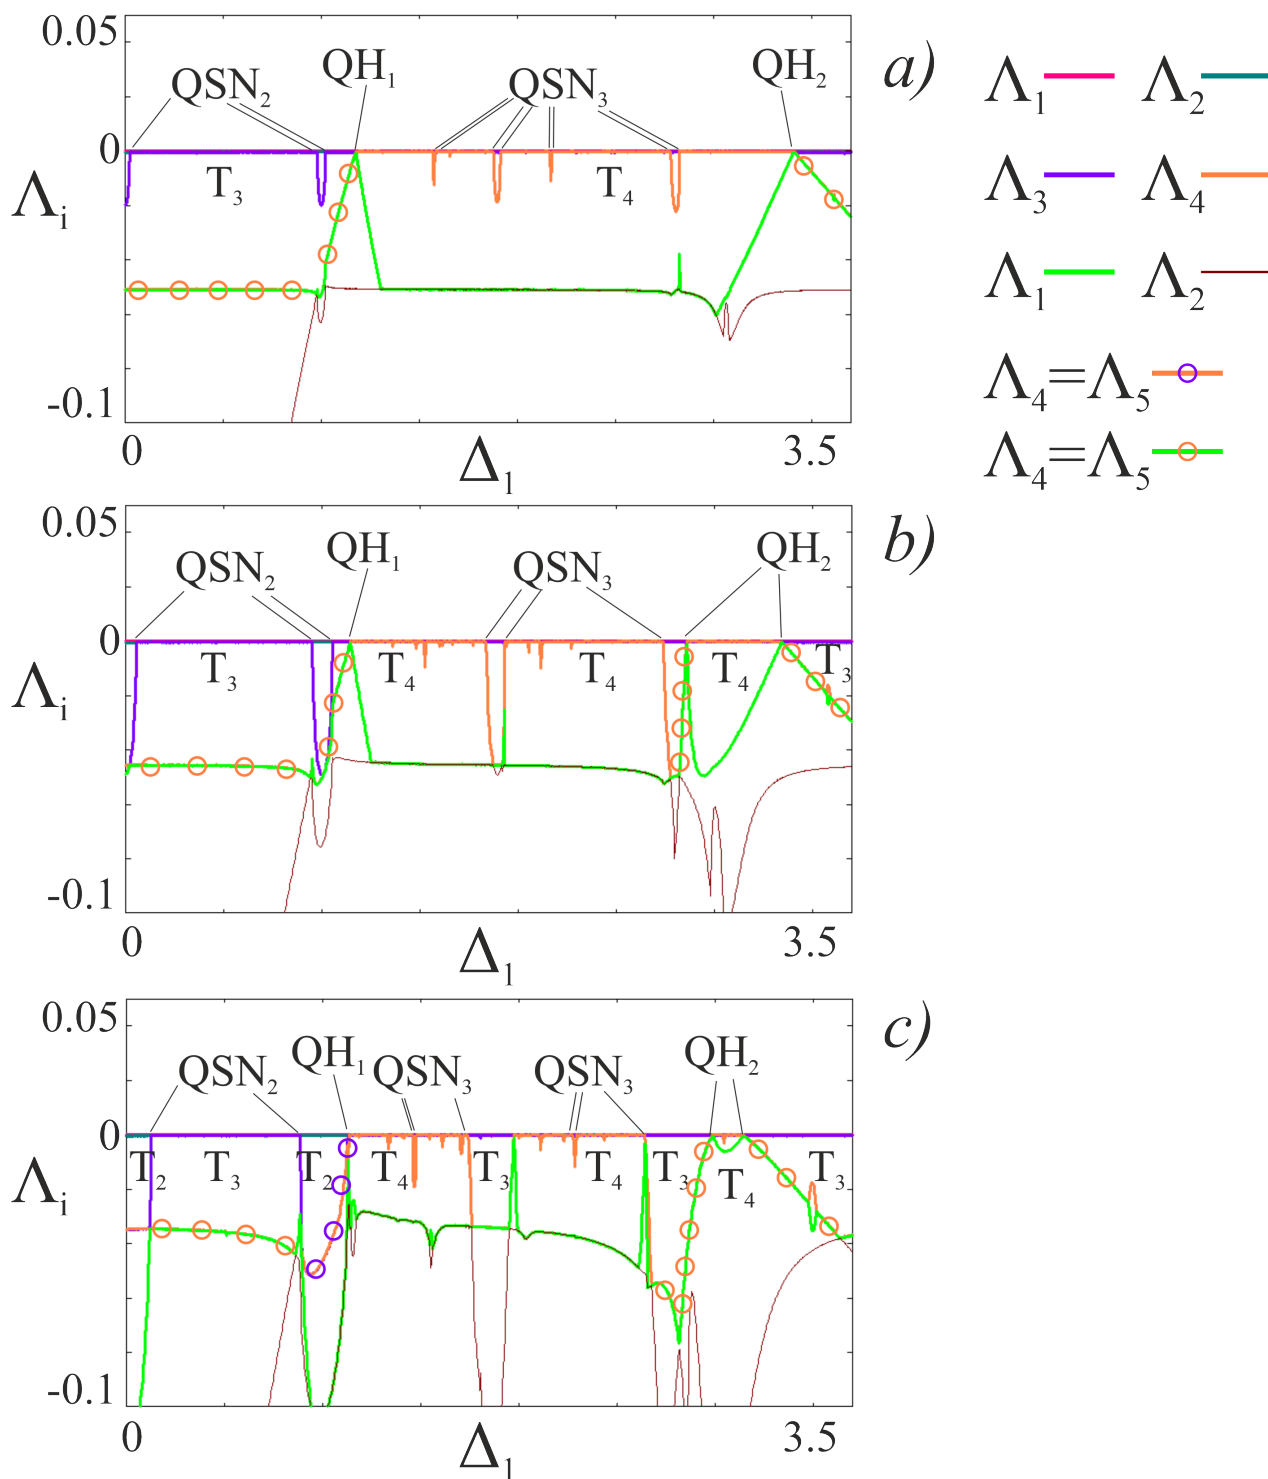 0.05
QSN₂ QH₁ QSN₃ QH₂ a)
0
T₃ T₄
Λᵢ
-0.1
0 Δ₁ 3.5
Λ₁ Λ₂
Λ₃ Λ₄
Λ₁ Λ₂
Λ₄=Λ₅
Λ₄=Λ₅
0.05
QSN₂ QH₁ QSN₃ QH₂ b)
0
T₃ T₄ T₄ T₄ T₃
Λᵢ
-0.1
0 Δ₁ 3.5
0.05
QSN₂ QH₁ QSN₃ QSN₃ QH₂ c)
0
T₂ T₃ T₂ T₄ T₃ T₄ T₃ T₄ T₃
Λᵢ
-0.1
0 Δ₁ 3.5